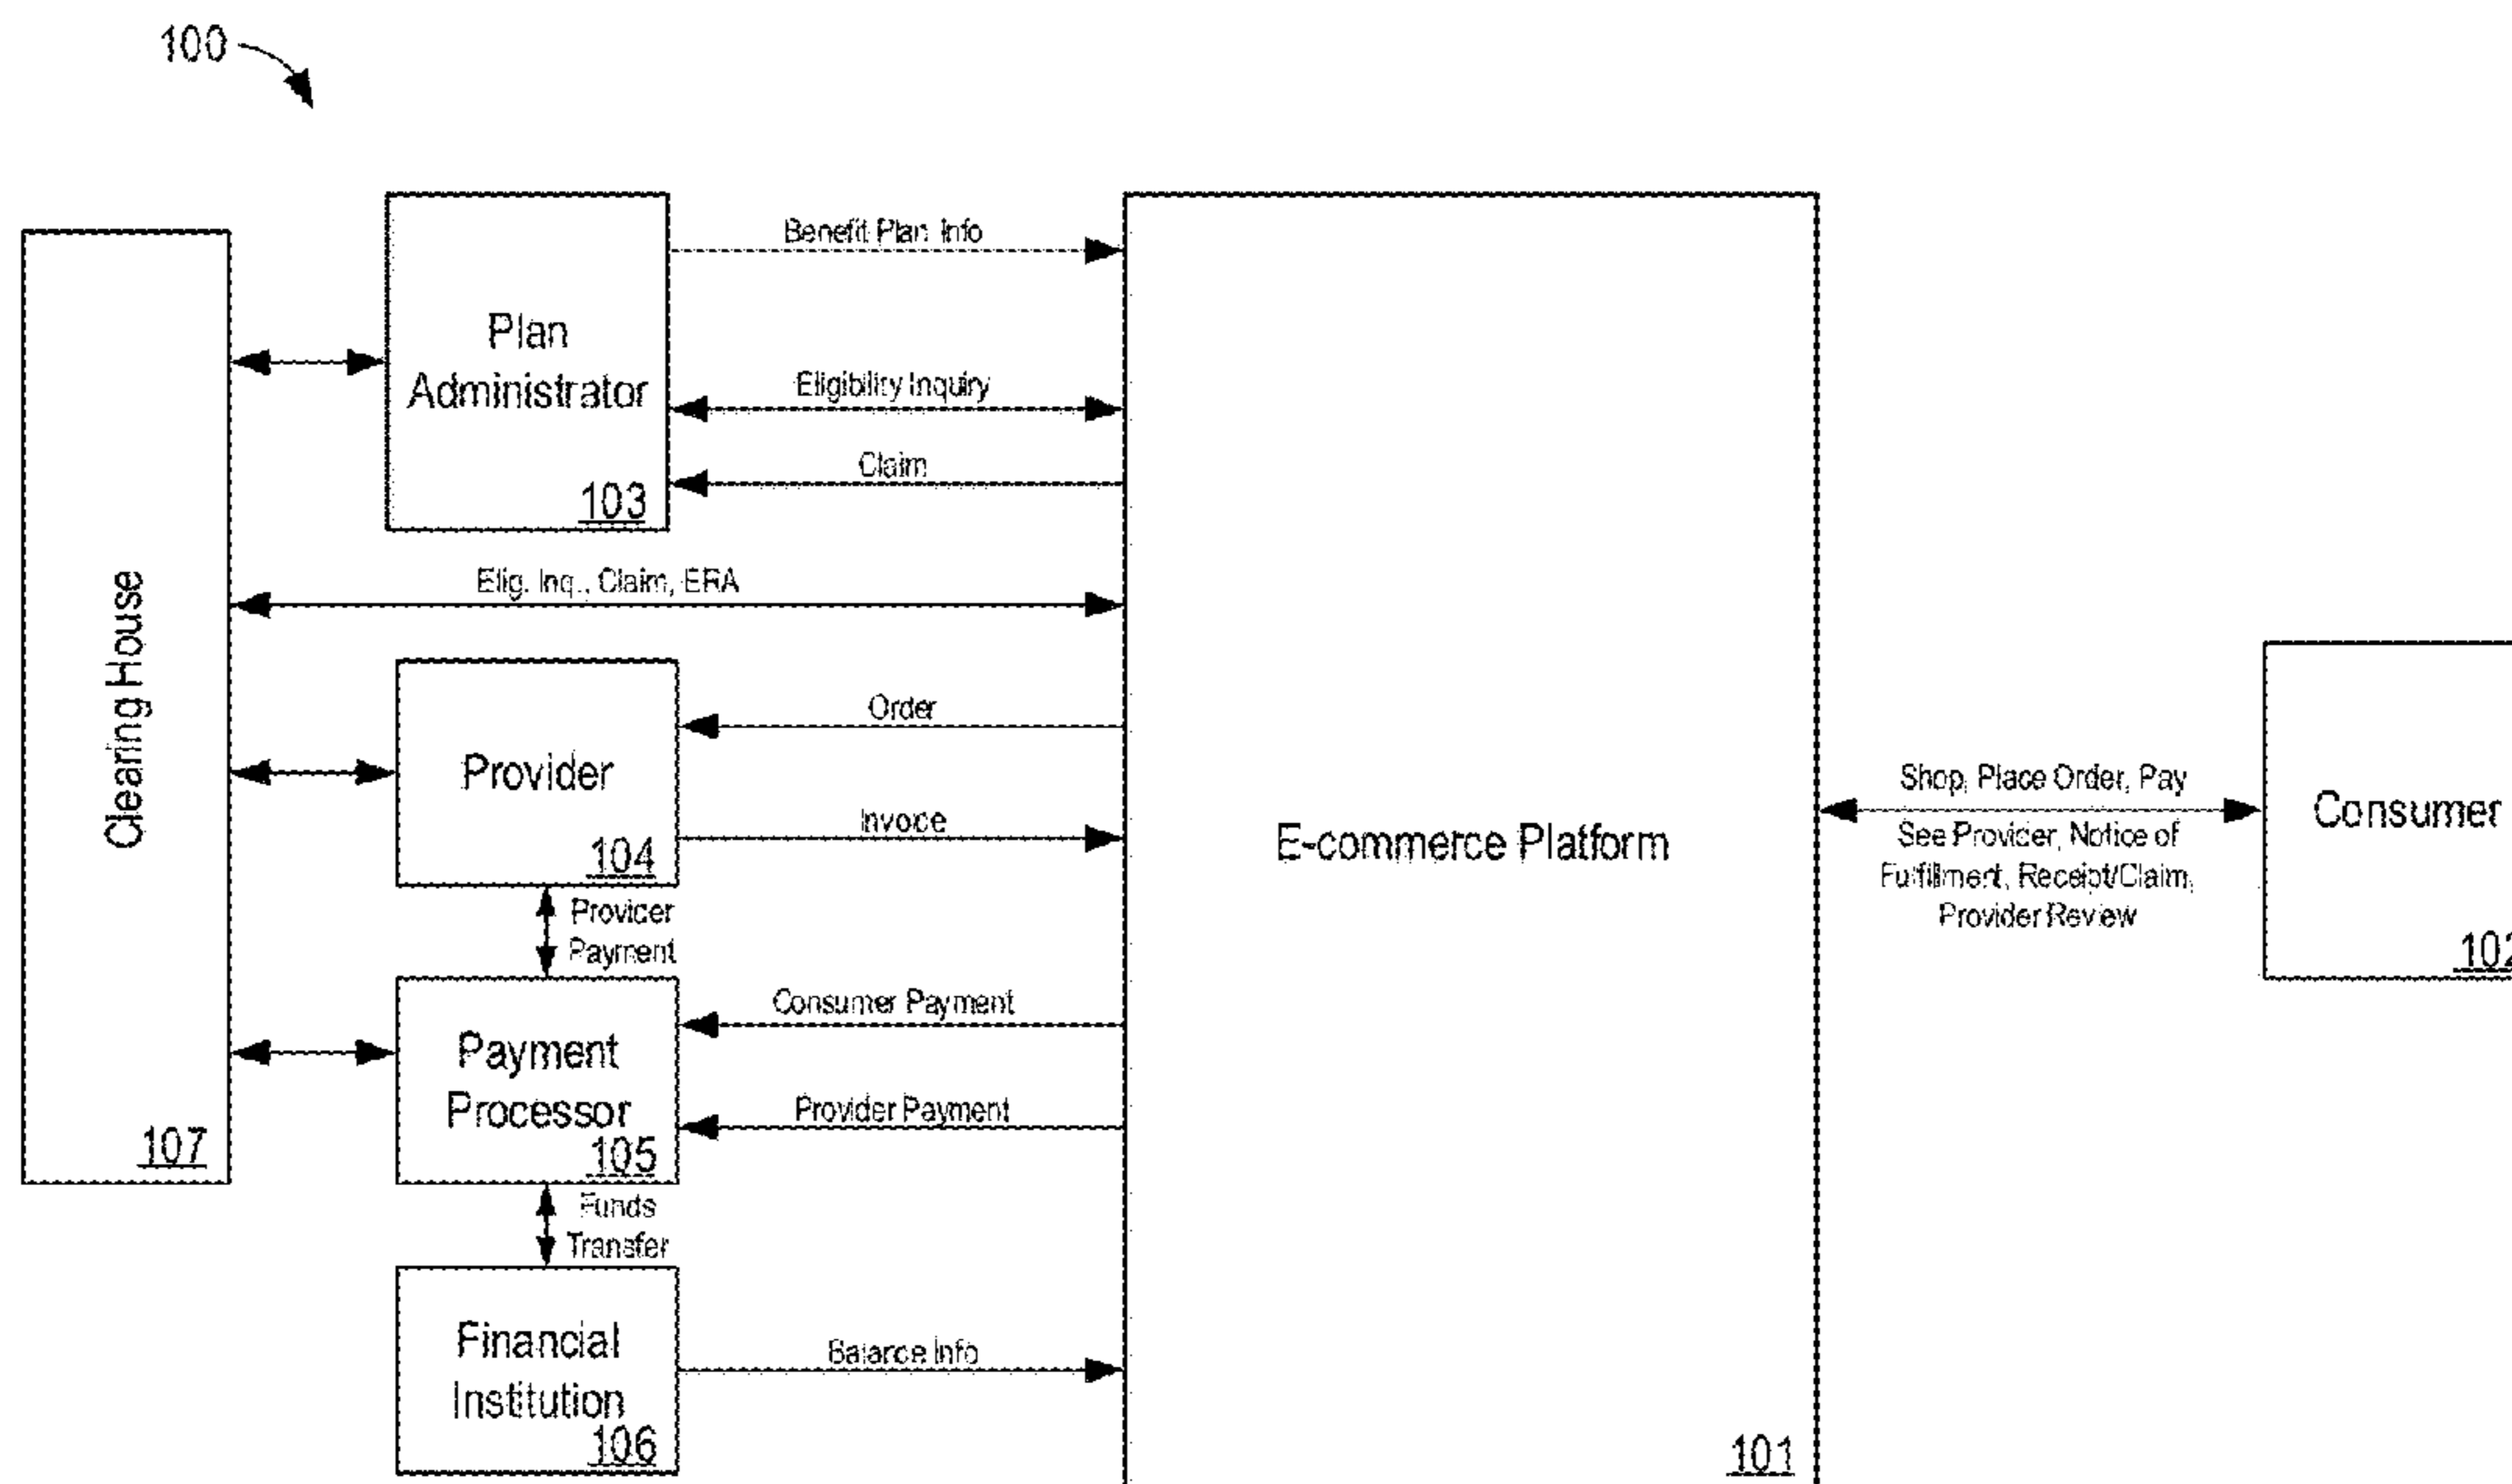 100
Benefit Plan Info
Plan
Administrator
103
Eligibility Inquiry
Claim
Elig. Inq., Claim, ERA
Clearing House
107
Order
Provider
104
Invoice
Provider
Payment
Consumer Payment
Payment
Processor
105
Provider Payment
Funds
Transfer
Financial
Institution
106
Balance Info
E-commerce Platform
101
Shop, Place Order, Pay
See Provider, Notice of
Fulfillment, Receipt/Claim,
Provider Review
Consumer
102